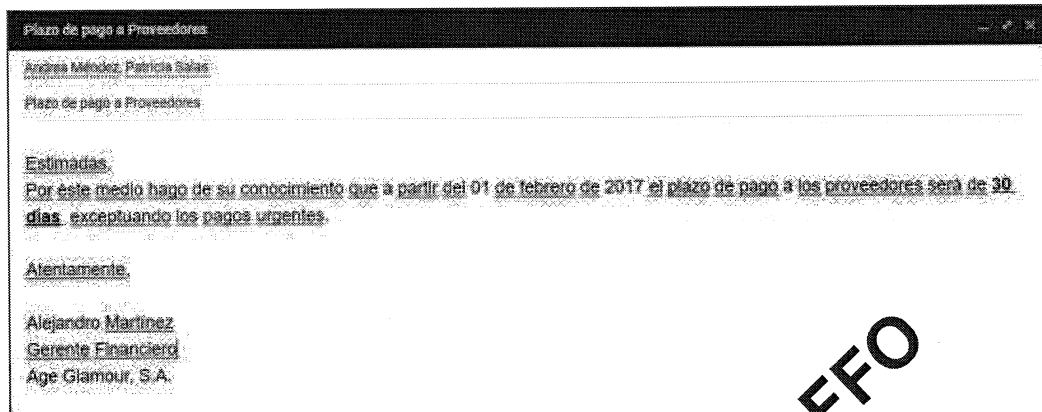 Plazo de pago a Proveedores
Andrea Méndez, Patricia Salas
Plazo de pago a Proveedores
Estimadas,
Por este medio hago de su conocimiento que a partir del 01 de febrero de 2017 el plazo de pago a los proveedores será de 30
días, exceptuando los pagos urgentes.
Atentamente,
Alejandro Martínez
Gerente Financiero
Age Glamour, S.A.